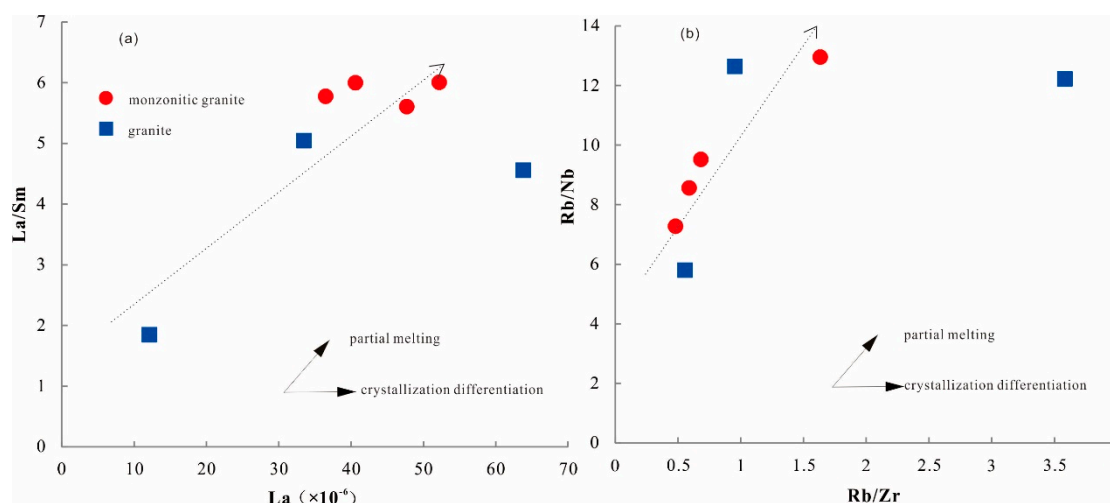 (a)
7
6
5
4
3
2
1
0
La/Sm
monzonitic granite
granite
partial melting
crystallization differentiation
0 10 20 30 40 50 60 70
La（×10⁻⁶）
(b)
14
12
10
8
6
4
2
0
Rb/Nb
partial melting
crystallization differentiation
0 0.5 1 1.5 2 2.5 3 3.5
Rb/Zr